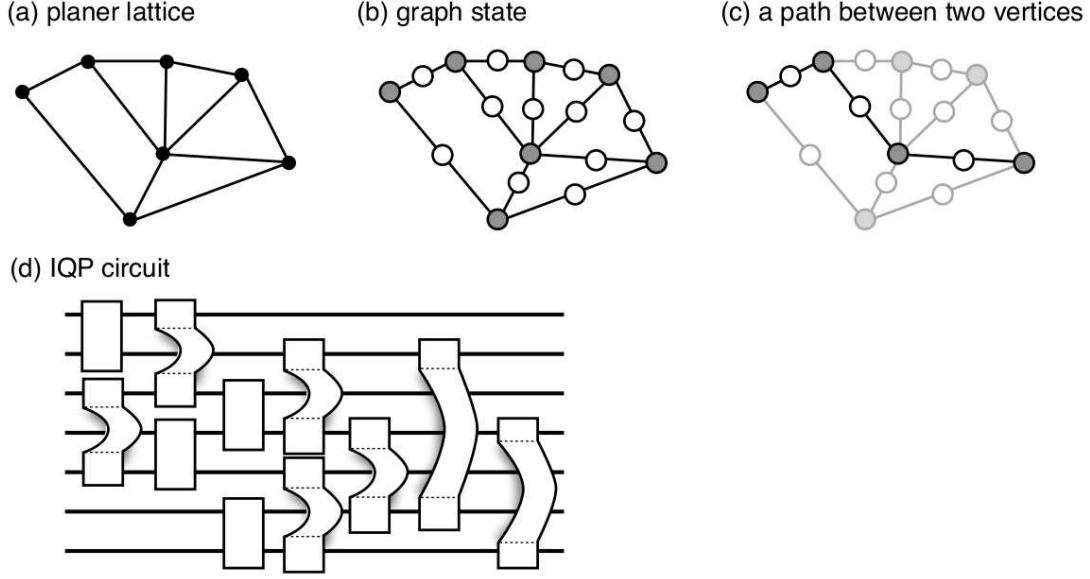 (a) planer lattice
(b) graph state
(c) a path between two vertices
(d) IQP circuit